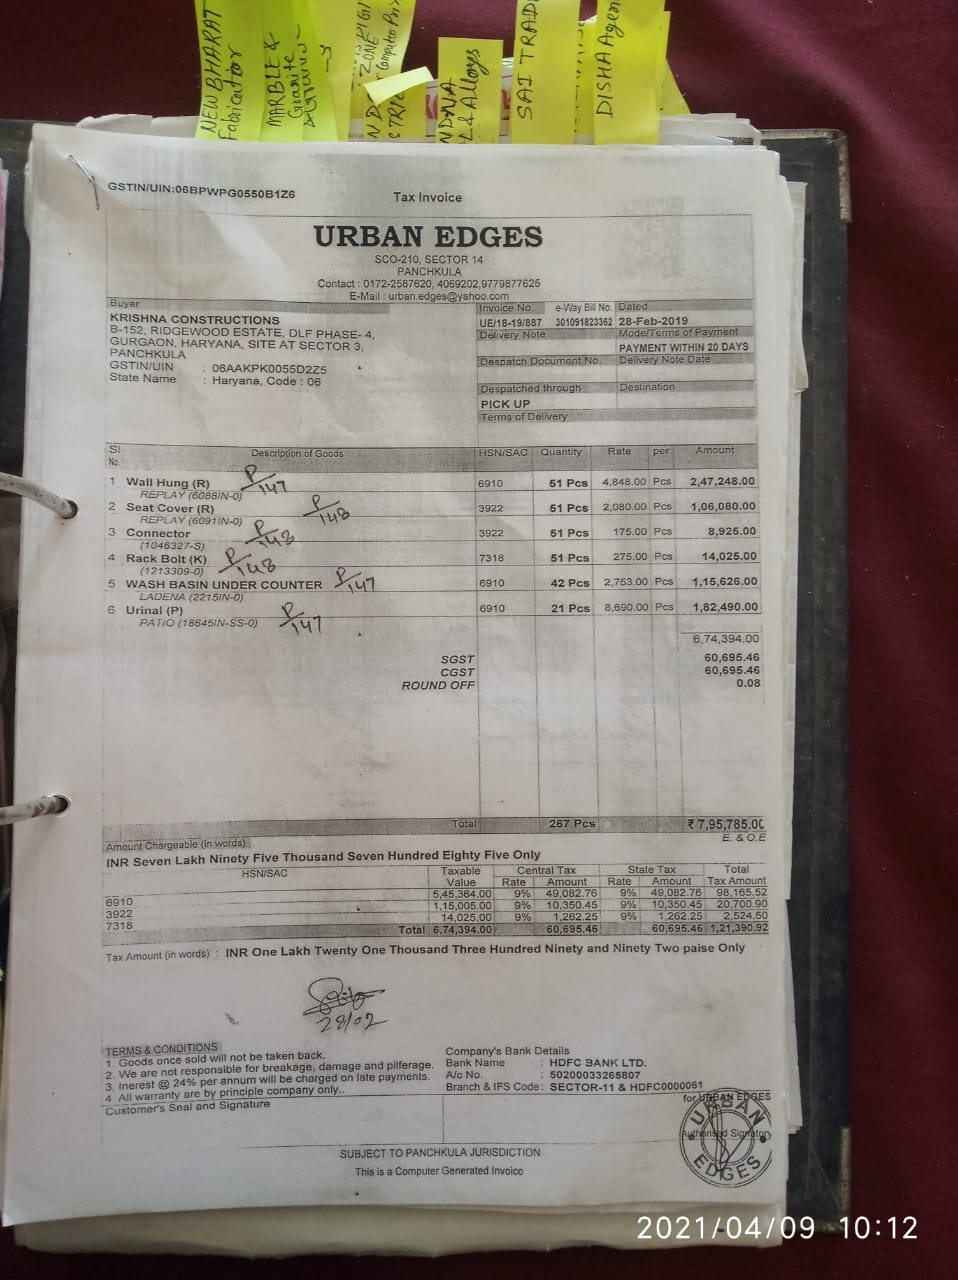 NEW BHARAT
Fabricatior
MARBLE &
Granite
ZONE
Computer
SAI TRAD
DISHA Agen
& Alloyes
GSTIN/UIN:06BPWPG0550B1Z6
Tax Invoice
URBAN EDGES
SCO-210, SECTOR 14
PANCHKULA
Contact : 0172-2587620, 4069202,9779877625
E-Mail : urban.edges@yahoo.com
Buyer
KRISHNA CONSTRUCTIONS
B-152, RIDGEWOOD ESTATE, DLF PHASE- 4,
GURGAON, HARYANA, SITE AT SECTOR 3,
PANCHKULA
GSTIN/UIN : 06AAKPK0055D2Z5
State Name : Haryana, Code : 06
Invoice No. e-Way Bill No. Dated
UE/18-19/887 301091823362 28-Feb-2019
Delivery Note Mode/Terms of Payment
PAYMENT WITHIN 20 DAYS
Despatch Document No. Delivery Note Date
Despatched through Destination
PICK UP
Terms of Delivery
Sl No. Description of Goods HSN/SAC Quantity Rate per Amount
1 Wall Hung (R) P/147 6910 51 Pcs 4,848.00 Pcs 2,47,248.00
REPLAY (6088IN-0)
2 Seat Cover (R) P/148 3922 51 Pcs 2,080.00 Pcs 1,06,080.00
REPLAY (6091IN-0)
3 Connector P/148 3922 51 Pcs 175.00 Pcs 8,925.00
(1046327-S)
4 Rack Bolt (K) P/148 7318 51 Pcs 275.00 Pcs 14,025.00
(1213309-0)
5 WASH BASIN UNDER COUNTER P/147 6910 42 Pcs 2,753.00 Pcs 1,15,626.00
LADENA (2215IN-0)
6 Urinal (P) P/147 6910 21 Pcs 8,690.00 Pcs 1,82,490.00
PATIO (18645IN-SS-0)
6,74,394.00
SGST 60,695.46
CGST 60,695.46
ROUND OFF 0.08
Total 267 Pcs ₹ 7,95,785.00
Amount Chargeable (in words) E. & O.E
INR Seven Lakh Ninety Five Thousand Seven Hundred Eighty Five Only
HSN/SAC Taxable Value Central Tax State Tax Total Tax Amount
Rate Amount Rate Amount
6910 5,45,364.00 9% 49,082.76 9% 49,082.76 98,165.52
3922 1,15,005.00 9% 10,350.45 9% 10,350.45 20,700.90
7318 14,025.00 9% 1,262.25 9% 1,262.25 2,524.50
Total 6,74,394.00 60,695.46 60,695.46 1,21,390.92
Tax Amount (in words) : INR One Lakh Twenty One Thousand Three Hundred Ninety and Ninety Two paise Only
28/02
TERMS & CONDITIONS
1. Goods once sold will not be taken back.
2. We are not responsible for breakage, damage and pilferage.
3. Inerest @ 24% per annum will be charged on late payments.
4 All warranty are by principle company only..
Customer's Seal and Signature
Company's Bank Details
Bank Name : HDFC BANK LTD.
A/c No. : 50200033265807
Branch & IFS Code: SECTOR-11 & HDFC0000051
for URBAN EDGES
URBAN EDGES
Authorised Signatory
SUBJECT TO PANCHKULA JURISDICTION
This is a Computer Generated Invoice
2021/04/09 10:12